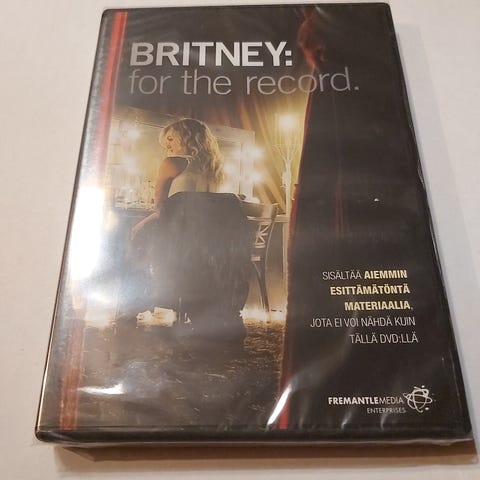 BRITNEY:
for the record.
SISÄLTÄÄ AIEMMIN
ESITTÄMÄTÖNTÄ
MATERIAALIA,
JOTA EI VOI NÄHDÄ KUIN
TÄLLÄ DVD:LLÄ
FREMANTLEMEDIA
ENTERPRISES